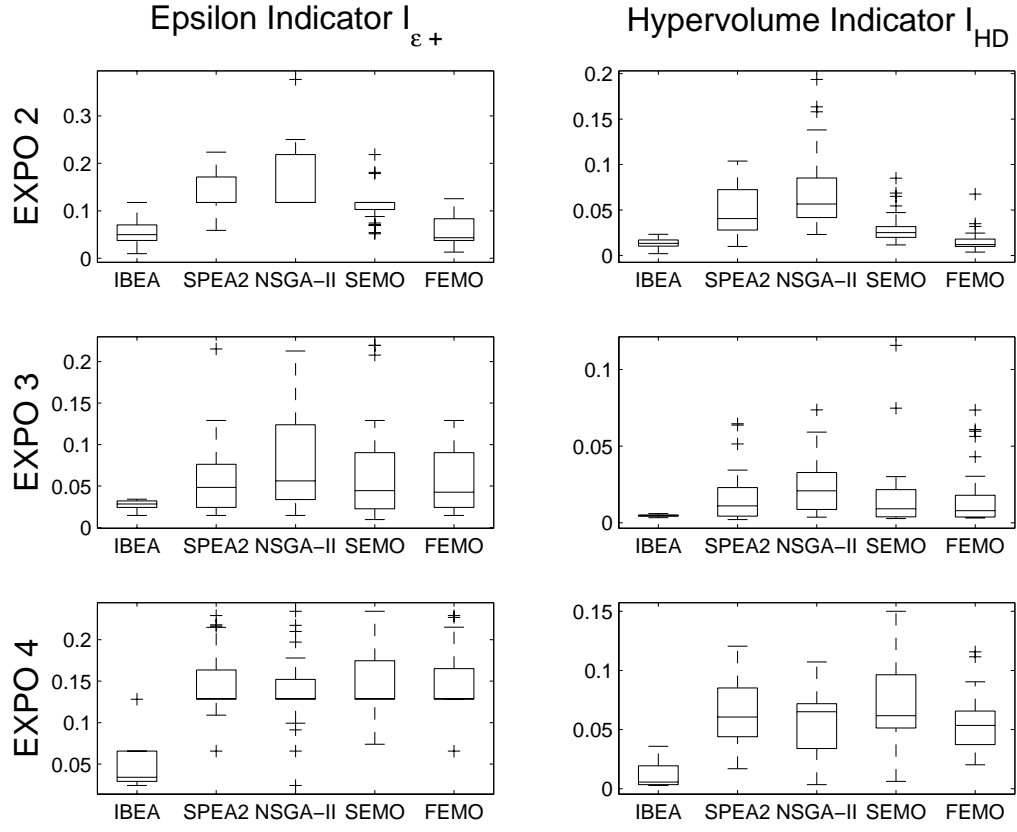 Epsilon Indicator I ε +
Hypervolume Indicator I HD
EXPO 2
0.3
0.2
0.1
0
IBEA SPEA2 NSGA−II SEMO FEMO
0.2
0.15
0.1
0.05
0
IBEA SPEA2 NSGA−II SEMO FEMO
EXPO 3
0.2
0.15
0.1
0.05
0
IBEA SPEA2 NSGA−II SEMO FEMO
0.1
0.05
0
IBEA SPEA2 NSGA−II SEMO FEMO
EXPO 4
0.2
0.15
0.1
0.05
IBEA SPEA2 NSGA−II SEMO FEMO
0.15
0.1
0.05
0
IBEA SPEA2 NSGA−II SEMO FEMO